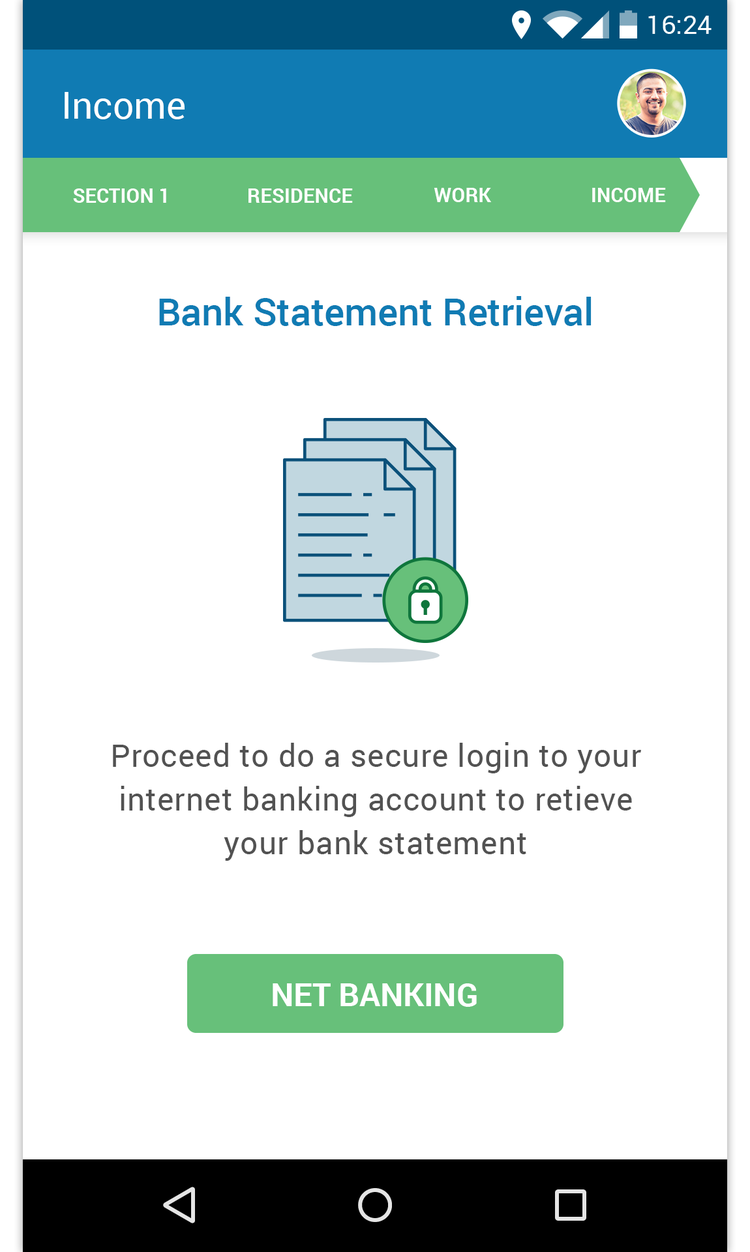 16:24
Income
SECTION 1
RESIDENCE
WORK
INCOME
Bank Statement Retrieval
Proceed to do a secure login to your
internet banking account to retieve
your bank statement
NET BANKING